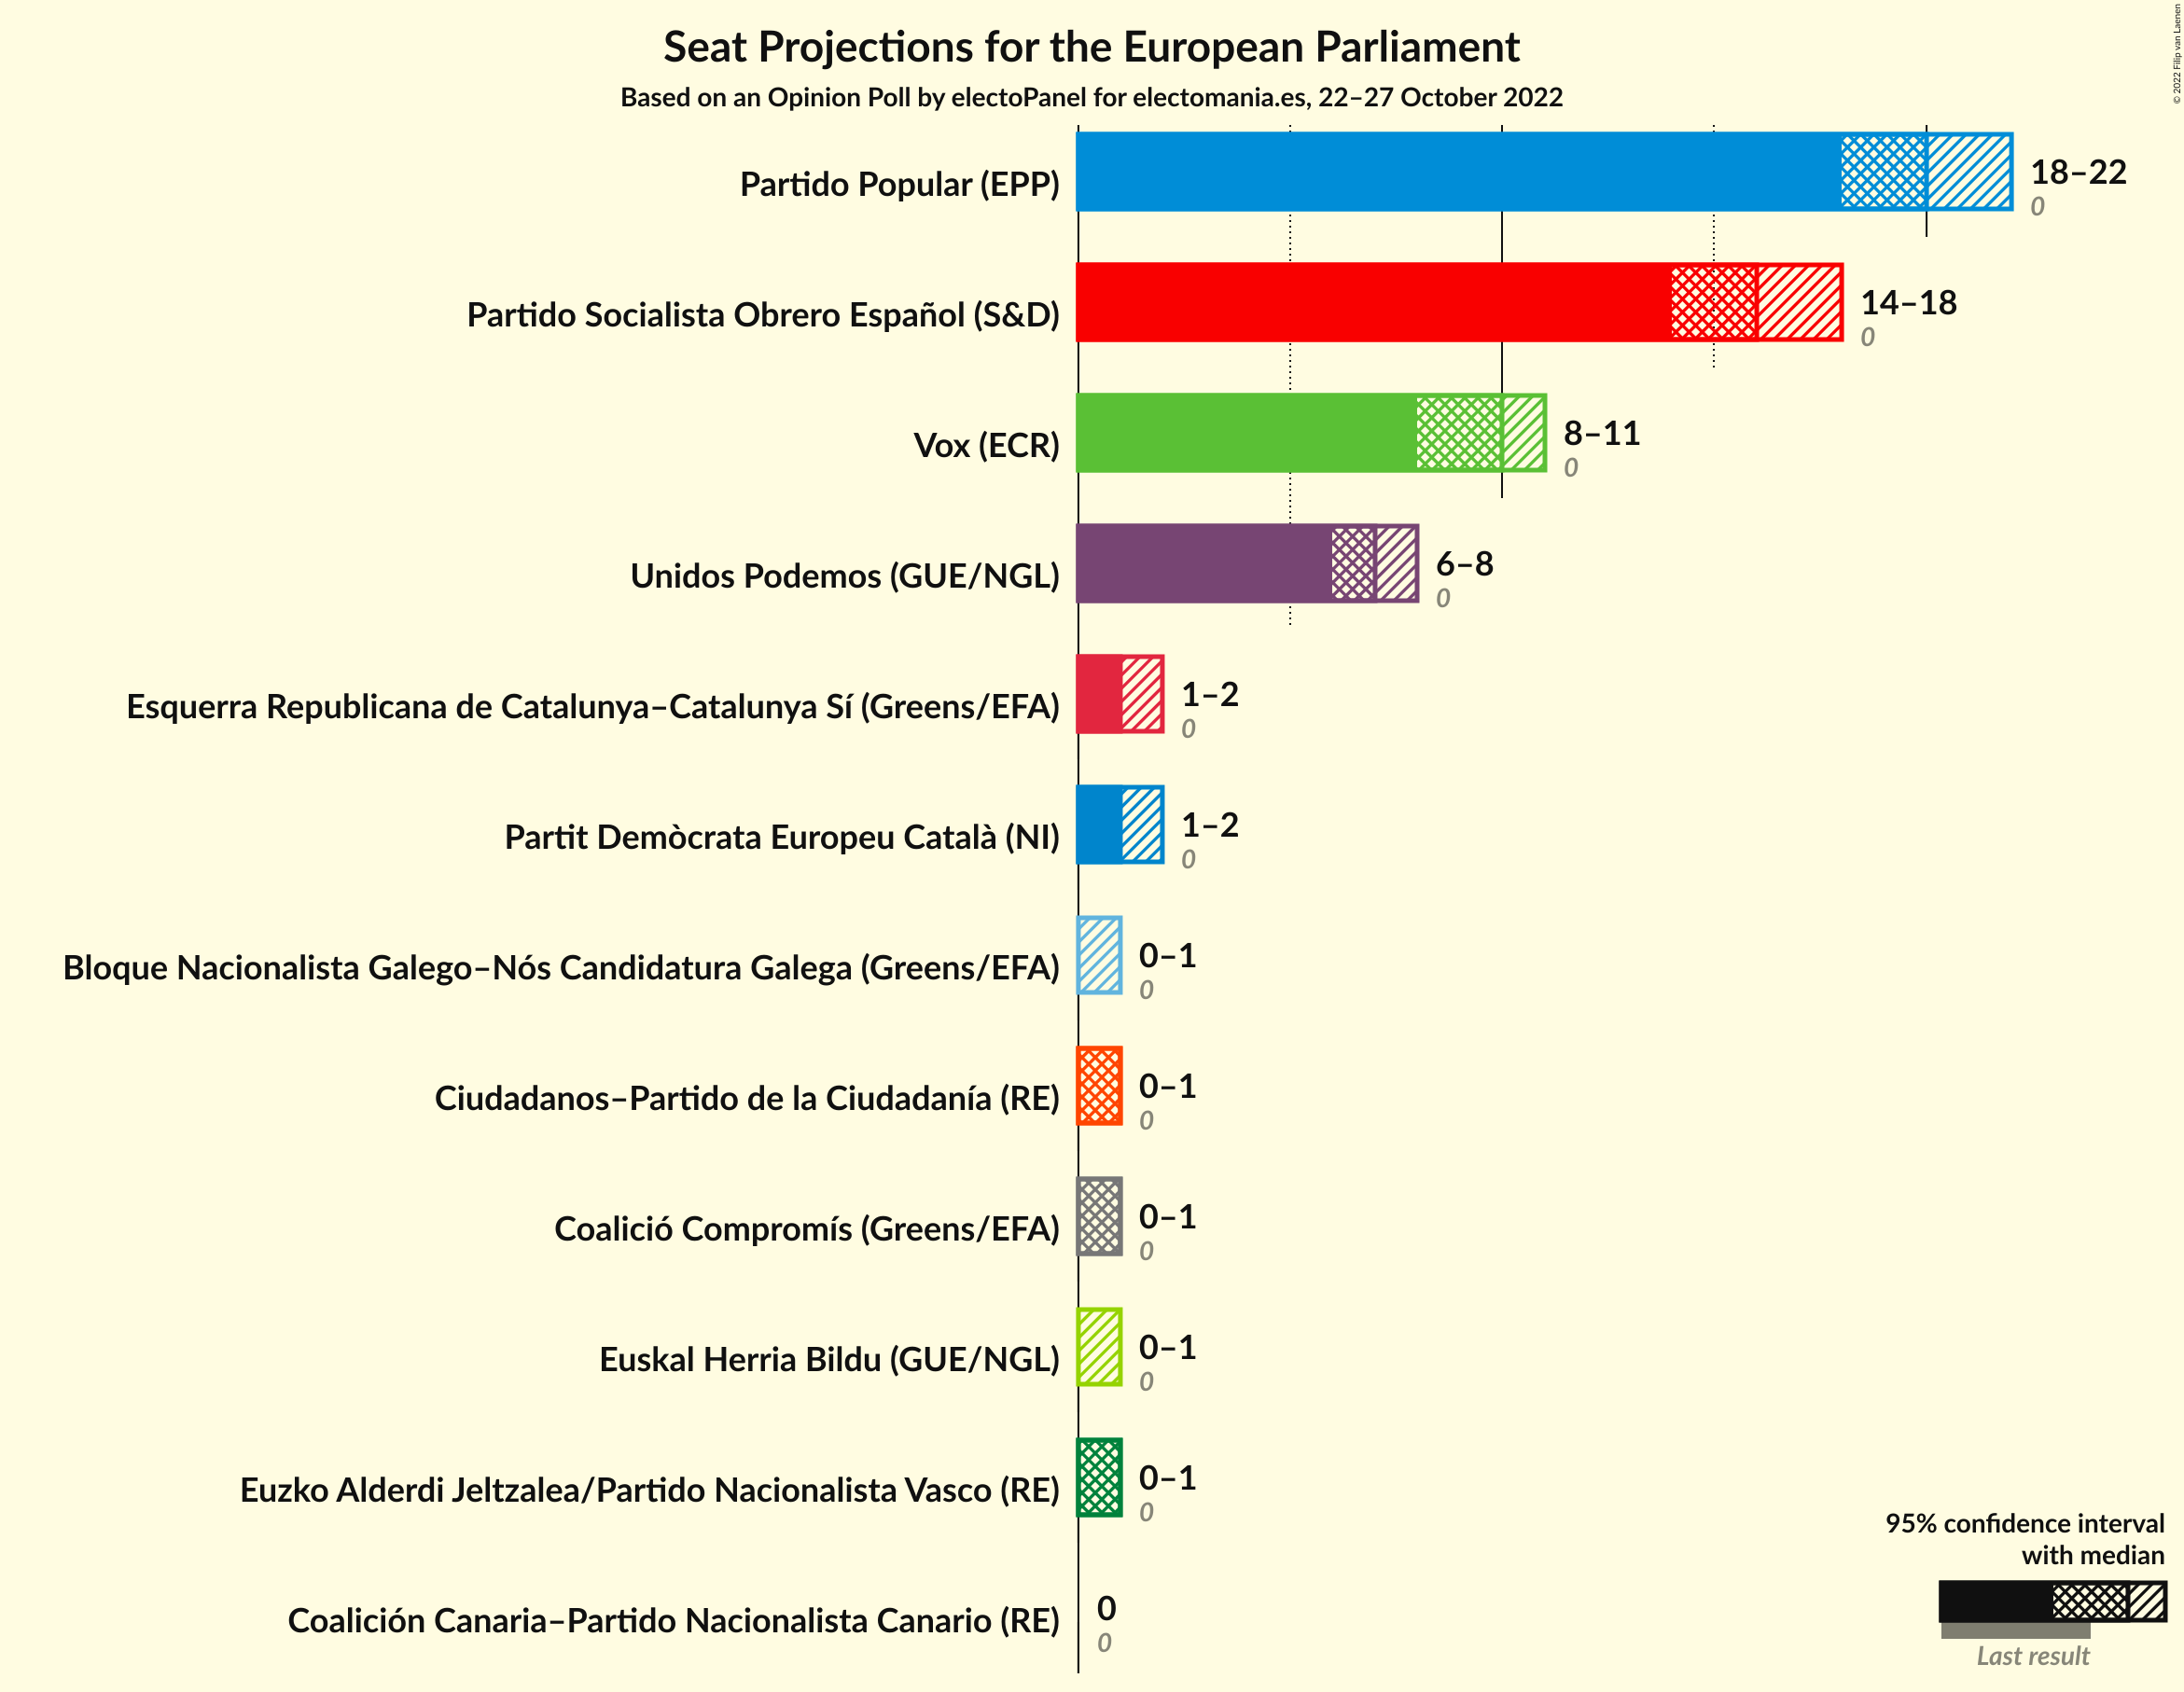 Seat Projections for the European Parliament
Based on an Opinion Poll by electoPanel for electomania.es, 22–27 October 2022
© 2022 Filip van Laenen
Partido Popular (EPP)
18–22
0
Partido Socialista Obrero Español (S&D)
14–18
0
Vox (ECR)
8–11
0
Unidos Podemos (GUE/NGL)
6–8
0
Esquerra Republicana de Catalunya–Catalunya Sí (Greens/EFA)
1–2
0
Partit Demòcrata Europeu Català (NI)
1–2
0
Bloque Nacionalista Galego–Nós Candidatura Galega (Greens/EFA)
0–1
0
Ciudadanos–Partido de la Ciudadanía (RE)
0–1
0
Coalició Compromís (Greens/EFA)
0–1
0
Euskal Herria Bildu (GUE/NGL)
0–1
0
Euzko Alderdi Jeltzalea/Partido Nacionalista Vasco (RE)
0–1
0
Coalición Canaria–Partido Nacionalista Canario (RE)
0
0
95% confidence interval
with median
Last result